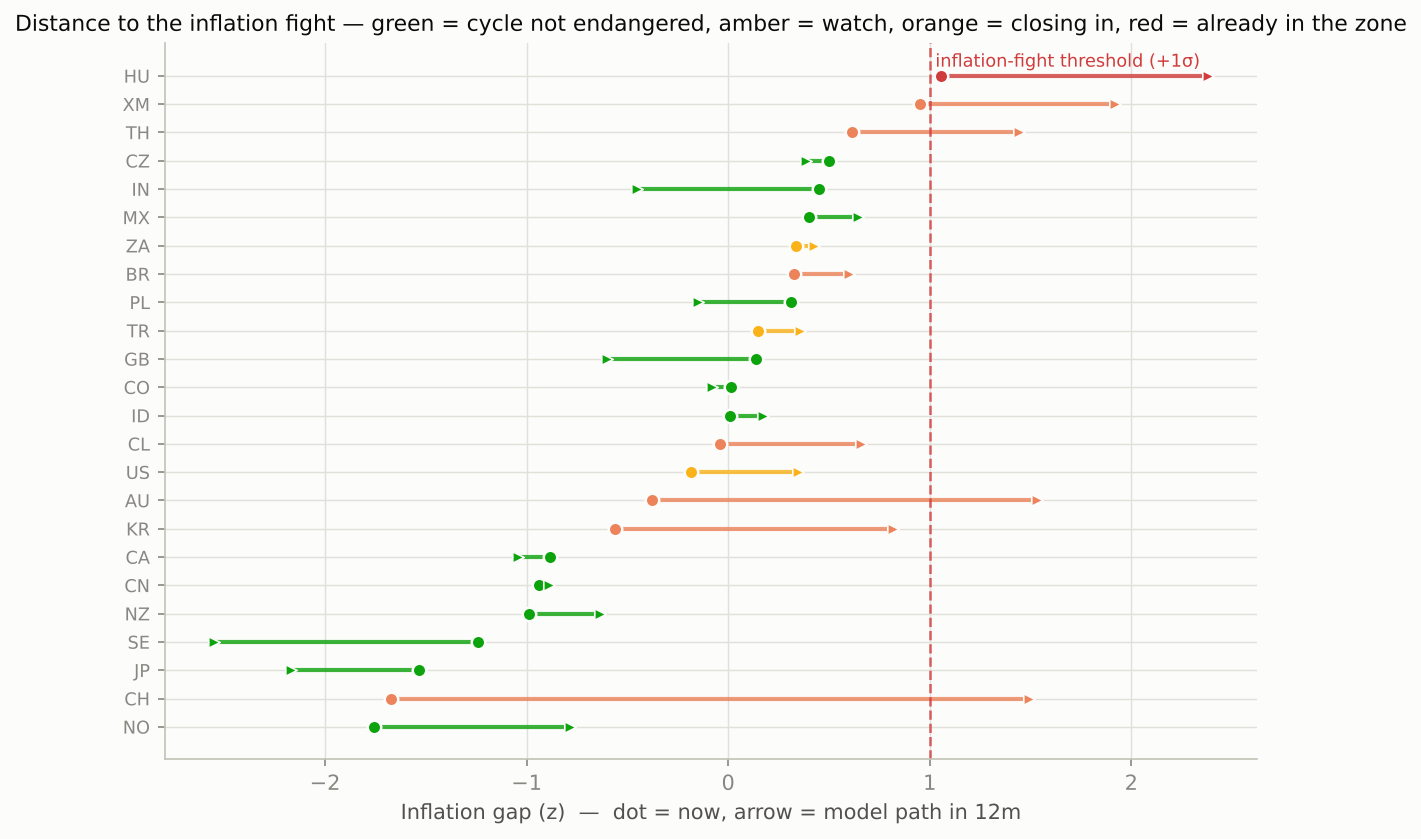 Distance to the inflation fight — green = cycle not endangered, amber = watch, orange = closing in, red = already in the zone
inflation-fight threshold (+1σ)
HU
XM
TH
CZ
IN
MX
ZA
BR
PL
TR
GB
CO
ID
CL
US
AU
KR
CA
CN
NZ
SE
JP
CH
NO
−2 −1 0 1 2
Inflation gap (z) — dot = now, arrow = model path in 12m